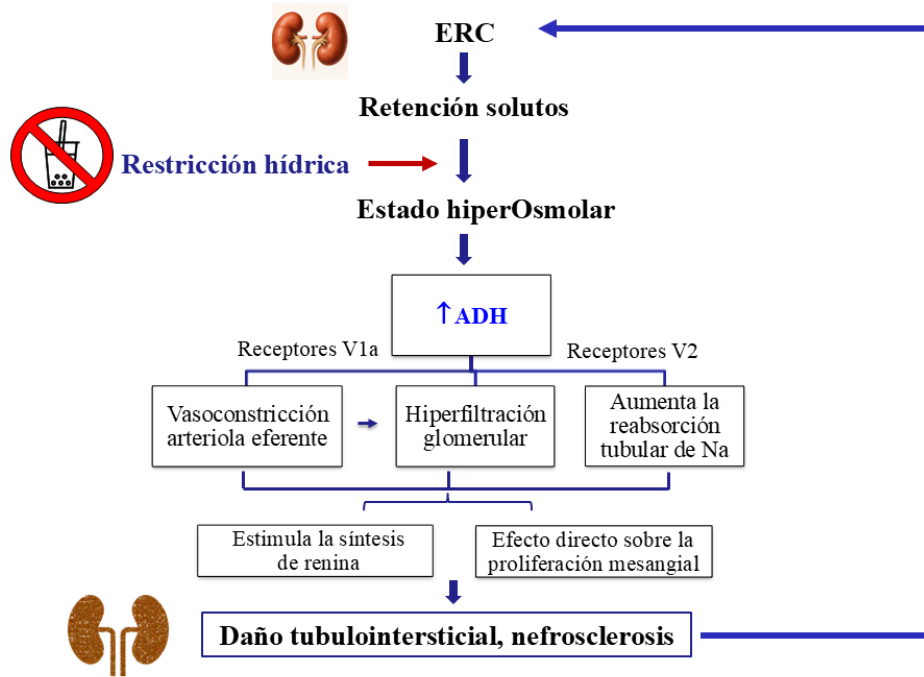 ERC
Retención solutos
Restricción hídrica
Estado hiperOsmolar
↑ADH
Receptores V1a
Receptores V2
Vasoconstricción
arteriola eferente
Hiperfiltración
glomerular
Aumenta la
reabsorción
tubular de Na
Estimula la síntesis
de renina
Efecto directo sobre la
proliferación mesangial
Daño tubulointersticial, nefrosclerosis